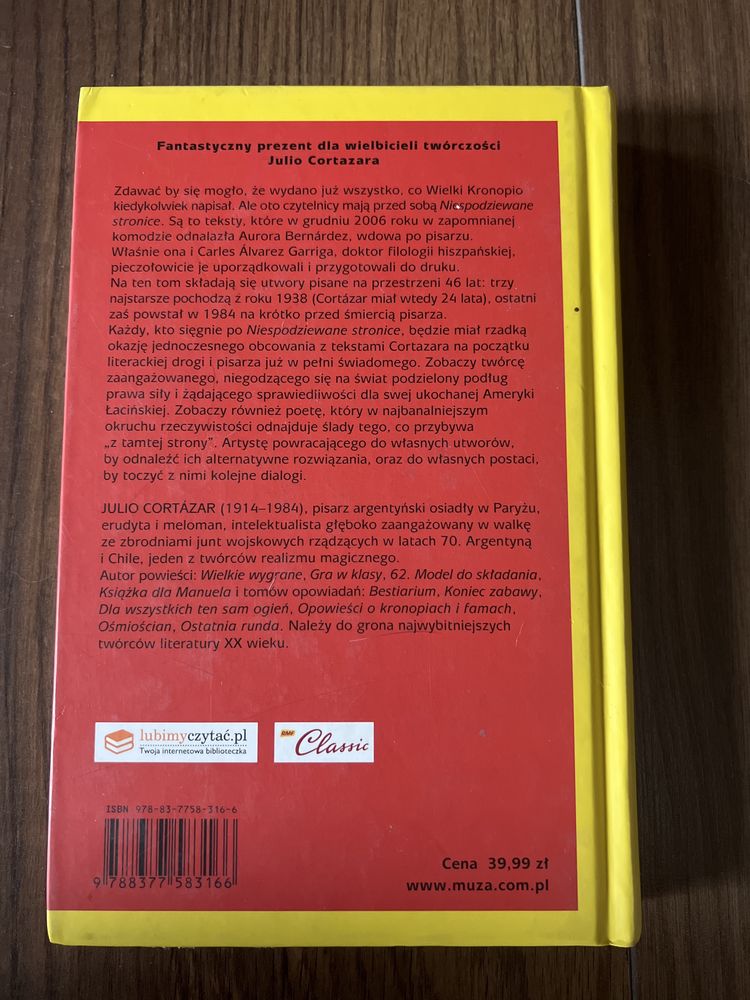 Fantastyczny prezent dla wielbicieli twórczości
Julio Cortazara
Zdawać by się mogło, że wydano już wszystko, co Wielki Kronopio
kiedykolwiek napisał. Ale oto czytelnicy mają przed sobą Niespodziewane
stronice. Są to teksty, które w grudniu 2006 roku w zapomnianej
komodzie odnalazła Aurora Bernárdez, wdowa po pisarzu.
Właśnie ona i Carles Álvarez Garriga, doktor filologii hiszpańskiej,
pieczołowicie je uporządkowali i przygotowali do druku.
Na ten tom składają się utwory pisane na przestrzeni 46 lat: trzy
najstarsze pochodzą z roku 1938 (Cortázar miał wtedy 24 lata), ostatni
zaś powstał w 1984 na krótko przed śmiercią pisarza.
Każdy, kto sięgnie po Niespodziewane stronice, będzie miał rzadką
okazję jednoczesnego obcowania z tekstami Cortazara na początku
literackiej drogi i pisarza już w pełni świadomego. Zobaczy twórcę
zaangażowanego, niegodzącego się na świat podzielony podług
prawa siły i żądającego sprawiedliwości dla swej ukochanej Ameryki
Łacińskiej. Zobaczy również poetę, który w najbanalniejszym
okruchu rzeczywistości odnajduje ślady tego, co przybywa
„z tamtej strony”. Artystę powracającego do własnych utworów,
by odnaleźć ich alternatywne rozwiązania, oraz do własnych postaci,
by toczyć z nimi kolejne dialogi.
JULIO CORTÁZAR (1914–1984), pisarz argentyński osiadły w Paryżu,
erudyta i meloman, intelektualista głęboko zaangażowany w walkę
ze zbrodniami junt wojskowych rządzących w latach 70. Argentyną
i Chile, jeden z twórców realizmu magicznego.
Autor powieści: Wielkie wygrane, Gra w klasy, 62. Model do składania,
Książka dla Manuela i tomów opowiadań: Bestiarium, Koniec zabawy,
Dla wszystkich ten sam ogień, Opowieści o kronopiach i famach,
Ośmiościan, Ostatnia runda. Należy do grona najwybitniejszych
twórców literatury XX wieku.
lubimyczytać.pl
Twoja internetowa biblioteczka
RMF Classic
ISBN 978-83-7758-316-6
9 788377 583166
Cena 39,99 zł
www.muza.com.pl